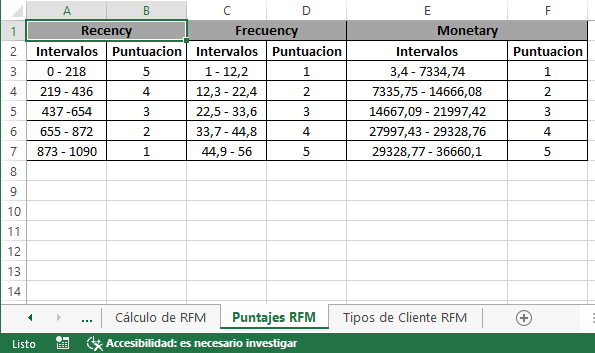 A B C D E F
1 Recency Frecuency Monetary
2 Intervalos Puntuacion Intervalos Puntuacion Intervalos Puntuacion
3 0 - 218 5 1 - 12,2 1 3,4 - 7334,74 1
4 219 - 436 4 12,3 - 22,4 2 7335,75 - 14666,08 2
5 437 -654 3 22,5 - 33,6 3 14667,09 - 21997,42 3
6 655 - 872 2 33,7 - 44,8 4 27997,43 - 29328,76 4
7 873 - 1090 1 44,9 - 56 5 29328,77 - 36660,1 5
8
9
10
11
12
13
14
... Cálculo de RFM Puntajes RFM Tipos de Cliente RFM
Listo Accesibilidad: es necesario investigar